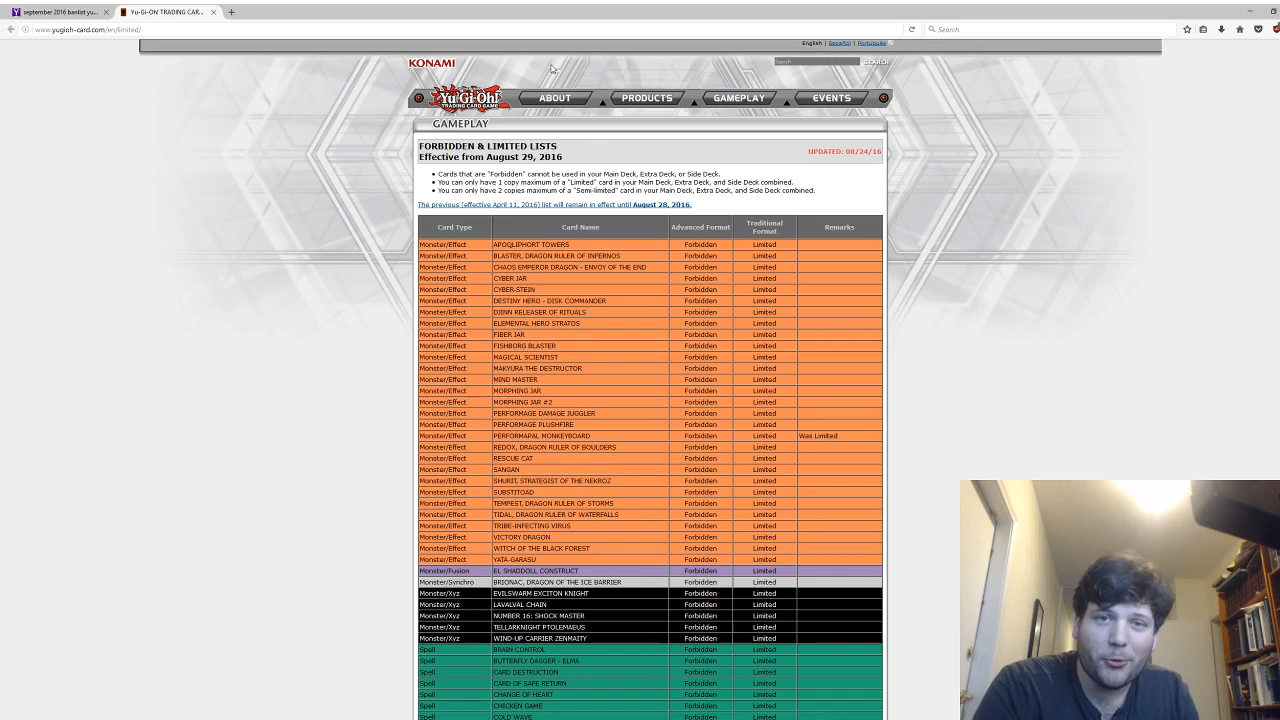 september 2016 banlist yu...
Yu-Gi-Oh! TRADING CAR...
www.yugioh-card.com/en/limited/
Search
English | Español | Português
KONAMI
Search
SEARCH
Yu-Gi-Oh!
TRADING CARD GAME
ABOUT
PRODUCTS
GAMEPLAY
EVENTS
GAMEPLAY
FORBIDDEN & LIMITED LISTS
Effective from August 29, 2016
UPDATED: 08/24/16
Cards that are "Forbidden" cannot be used in your Main Deck, Extra Deck, or Side Deck.
You can only have 1 copy maximum of a "Limited" card in your Main Deck, Extra Deck, and Side Deck combined.
You can only have 2 copies maximum of a "Semi-limited" card in your Main Deck, Extra Deck, and Side Deck combined.
The previous (effective April 11, 2016) list will remain in effect until August 28, 2016.
Card Type Card Name Advanced Format Traditional Format Remarks
Monster/Effect APOQLIPHORT TOWERS Forbidden Limited
Monster/Effect BLASTER, DRAGON RULER OF INFERNOS Forbidden Limited
Monster/Effect CHAOS EMPEROR DRAGON - ENVOY OF THE END Forbidden Limited
Monster/Effect CYBER JAR Forbidden Limited
Monster/Effect CYBER-STEIN Forbidden Limited
Monster/Effect DESTINY HERO - DISK COMMANDER Forbidden Limited
Monster/Effect DJINN RELEASER OF RITUALS Forbidden Limited
Monster/Effect ELEMENTAL HERO STRATOS Forbidden Limited
Monster/Effect FIBER JAR Forbidden Limited
Monster/Effect FISHBORG BLASTER Forbidden Limited
Monster/Effect MAGICAL SCIENTIST Forbidden Limited
Monster/Effect MAKYURA THE DESTRUCTOR Forbidden Limited
Monster/Effect MIND MASTER Forbidden Limited
Monster/Effect MORPHING JAR Forbidden Limited
Monster/Effect MORPHING JAR #2 Forbidden Limited
Monster/Effect PERFORMAGE DAMAGE JUGGLER Forbidden Limited
Monster/Effect PERFORMAGE PLUSHFIRE Forbidden Limited
Monster/Effect PERFORMAPAL MONKEYBOARD Forbidden Limited Was Limited
Monster/Effect REDOX, DRAGON RULER OF BOULDERS Forbidden Limited
Monster/Effect RESCUE CAT Forbidden Limited
Monster/Effect SANGAN Forbidden Limited
Monster/Effect SHURIT, STRATEGIST OF THE NEKROZ Forbidden Limited
Monster/Effect SUBSTITOAD Forbidden Limited
Monster/Effect TEMPEST, DRAGON RULER OF STORMS Forbidden Limited
Monster/Effect TIDAL, DRAGON RULER OF WATERFALLS Forbidden Limited
Monster/Effect TRIBE-INFECTING VIRUS Forbidden Limited
Monster/Effect VICTORY DRAGON Forbidden Limited
Monster/Effect WITCH OF THE BLACK FOREST Forbidden Limited
Monster/Effect YATA-GARASU Forbidden Limited
Monster/Fusion EL SHADDOLL CONSTRUCT Forbidden Limited
Monster/Synchro BRIONAC, DRAGON OF THE ICE BARRIER Forbidden Limited
Monster/Xyz EVILSWARM EXCITON KNIGHT Forbidden Limited
Monster/Xyz LAVALVAL CHAIN Forbidden Limited
Monster/Xyz NUMBER 16: SHOCK MASTER Forbidden Limited
Monster/Xyz TELLARKNIGHT PTOLEMAEUS Forbidden Limited
Monster/Xyz WIND-UP CARRIER ZENMAITY Forbidden Limited
Spell BRAIN CONTROL Forbidden Limited
Spell BUTTERFLY DAGGER - ELMA Forbidden Limited
Spell CARD DESTRUCTION Forbidden Limited
Spell CARD OF SAFE RETURN Forbidden Limited
Spell CHANGE OF HEART Forbidden Limited
Spell CHICKEN GAME Forbidden Limited
Spell COLD WAVE Forbidden Limited